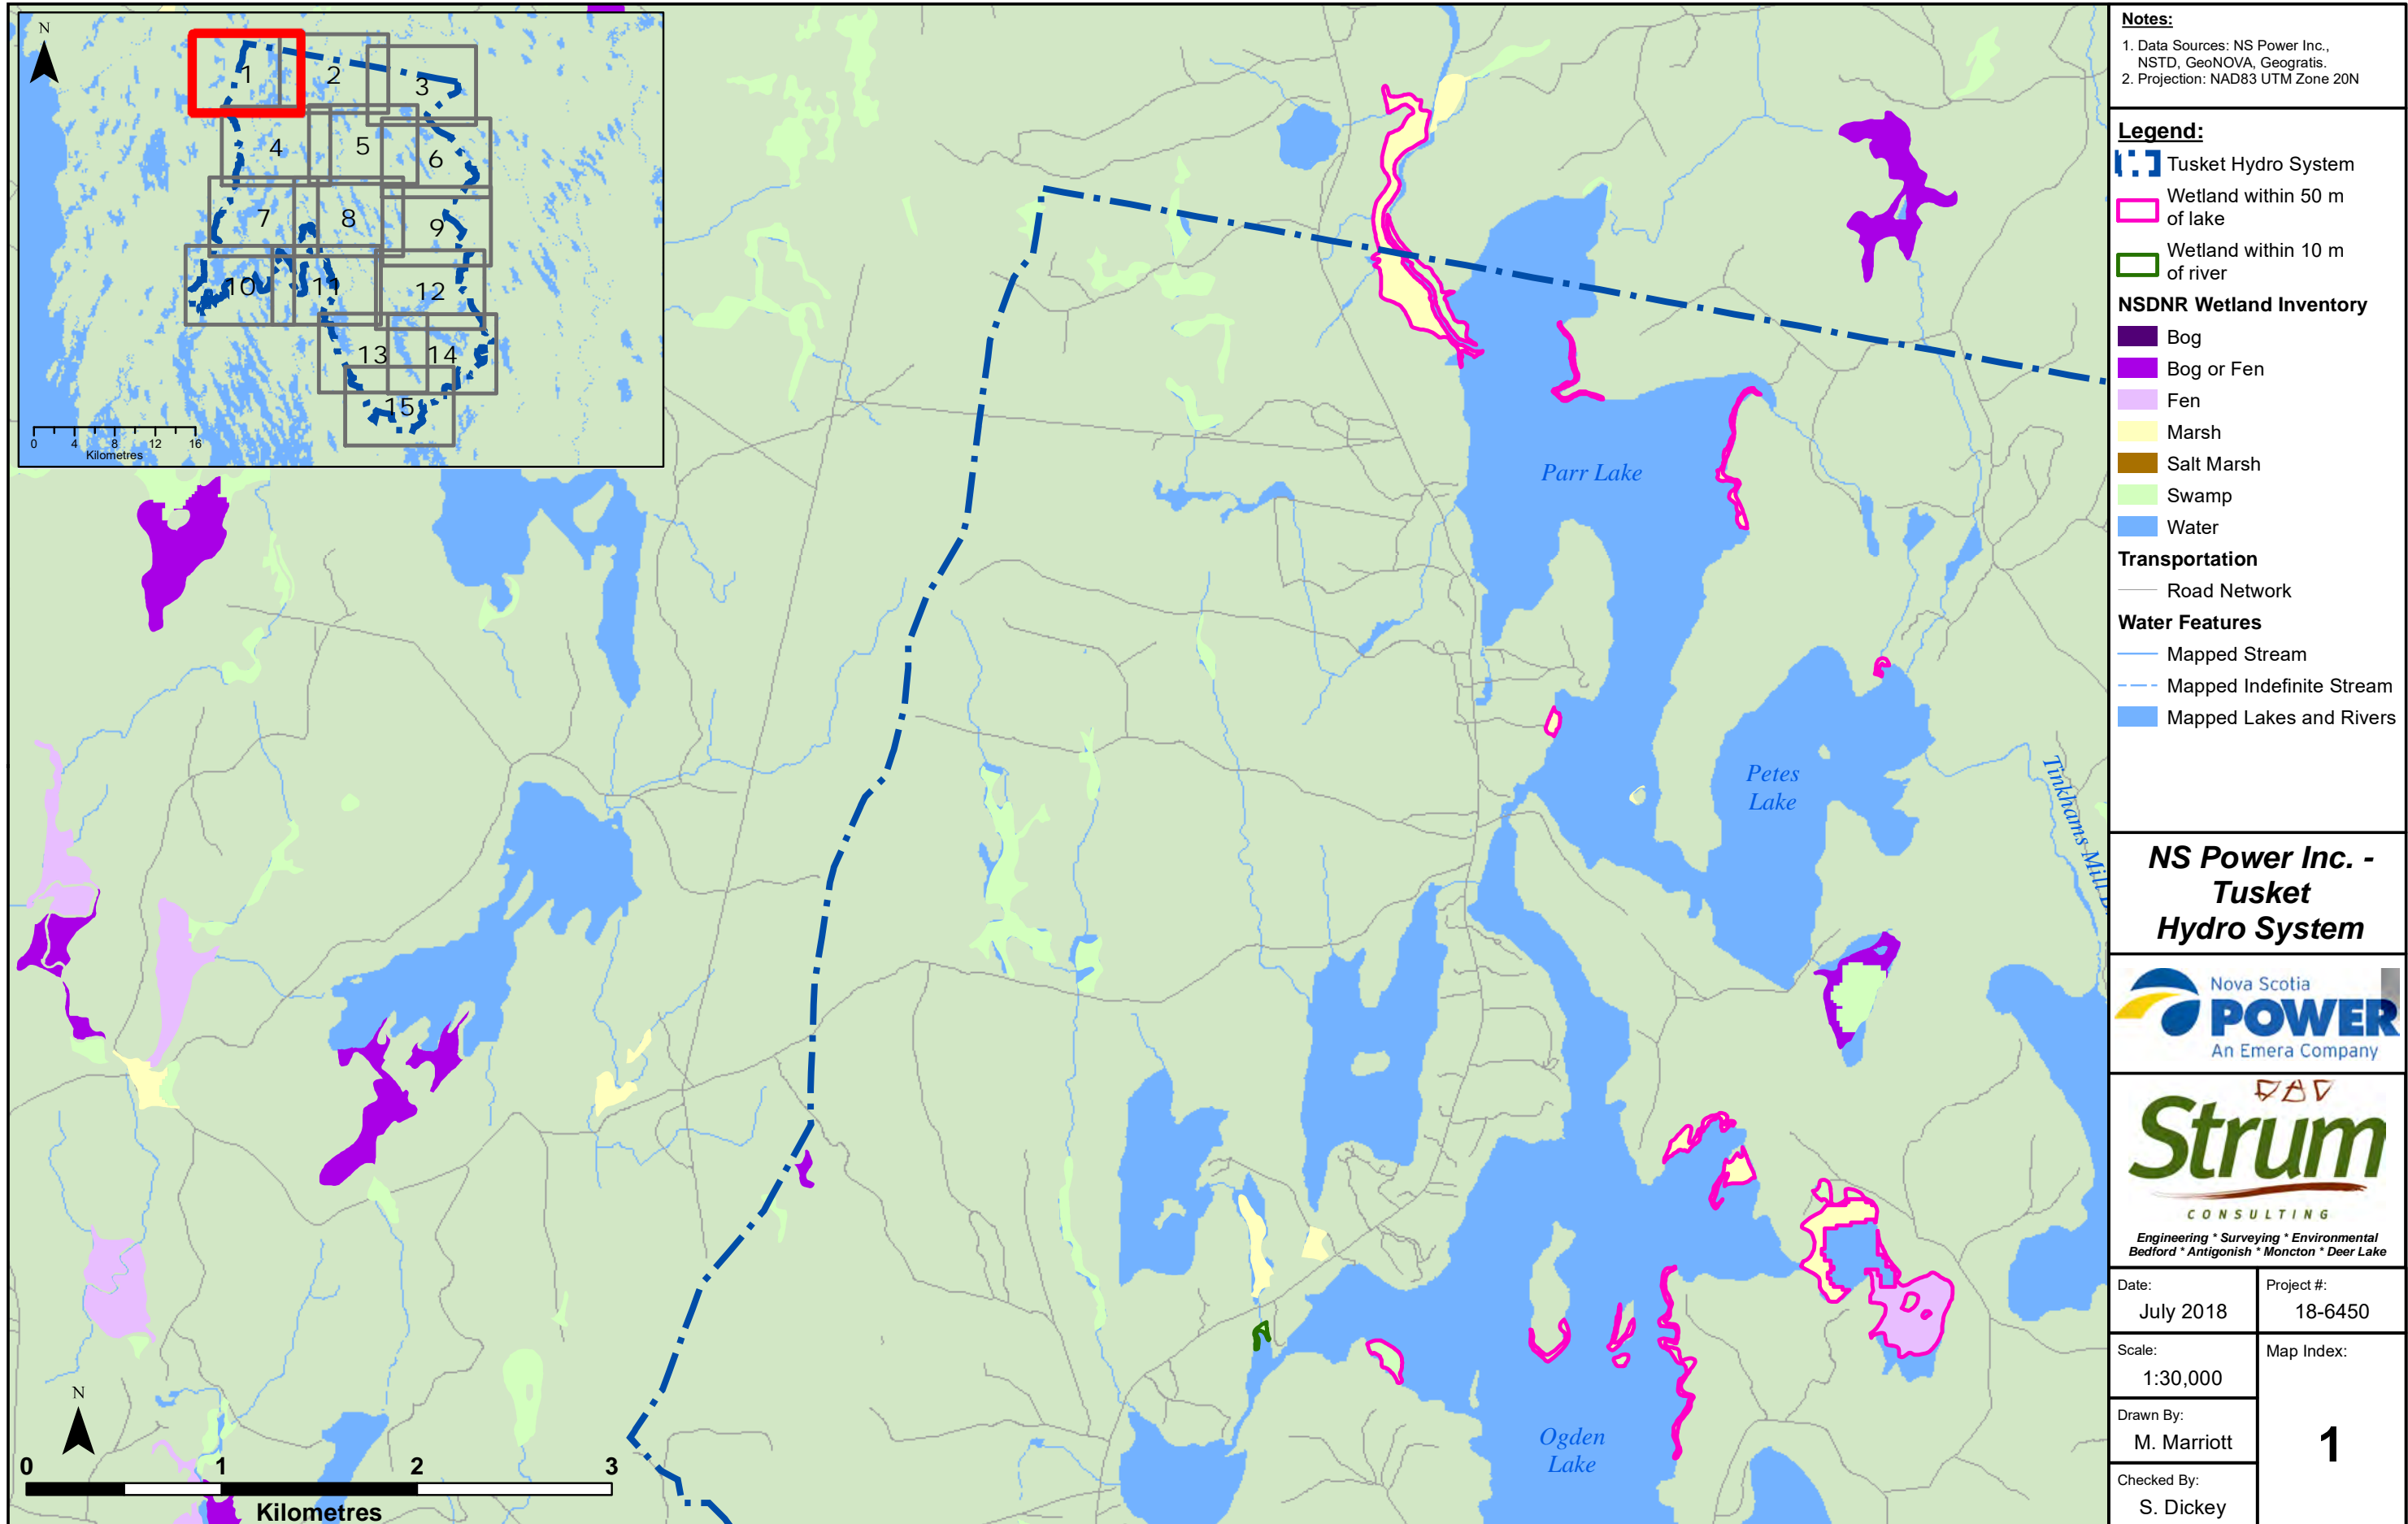 N
1
2
3
4
5
6
7
8
9
10
11
12
13
14
15
0 4 8 12 16
Kilometres
Parr Lake
Petes
Lake
Tinkhams Mill
Ogden
Lake
N
0 1 2 3
Kilometres
Notes:
1. Data Sources: NS Power Inc.,
NSTD, GeoNOVA, Geogratis.
2. Projection: NAD83 UTM Zone 20N
Legend:
Tusket Hydro System
Wetland within 50 m
of lake
Wetland within 10 m
of river
NSDNR Wetland Inventory
Bog
Bog or Fen
Fen
Marsh
Salt Marsh
Swamp
Water
Transportation
Road Network
Water Features
Mapped Stream
Mapped Indefinite Stream
Mapped Lakes and Rivers
NS Power Inc. -
Tusket
Hydro System
Nova Scotia
POWER
An Emera Company
Strum
CONSULTING
Engineering * Surveying * Environmental
Bedford * Antigonish * Moncton * Deer Lake
Date:
July 2018
Project #:
18-6450
Scale:
1:30,000
Map Index:
1
Drawn By:
M. Marriott
Checked By:
S. Dickey